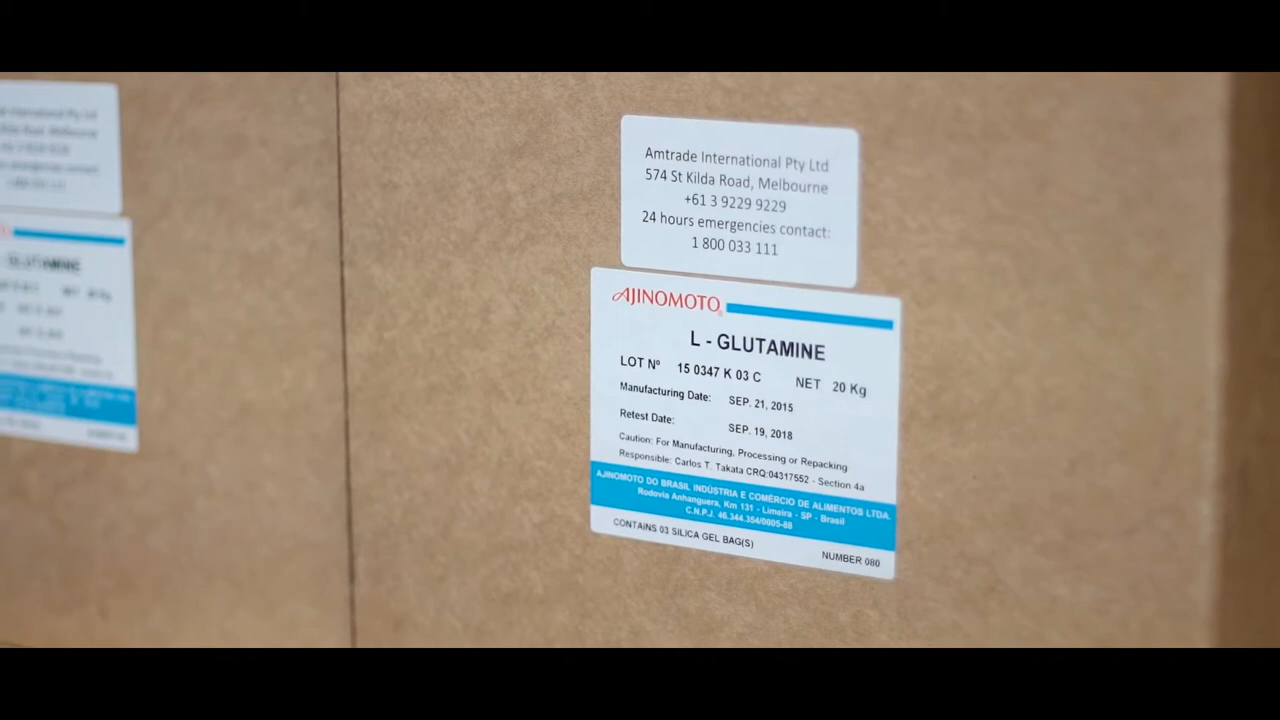 Amtrade International Pty Ltd
574 St Kilda Road, Melbourne
+61 3 9229 9229
24 hours emergencies contact:
1 800 033 111
AJINOMOTO®
L - GLUTAMINE
LOT Nº 15 0347 K 03 C NET 20 Kg
Manufacturing Date: SEP. 21, 2015
Retest Date: SEP. 19, 2018
Caution: For Manufacturing, Processing or Repacking
Responsible: Carlos T. Takata CRQ:04317552 - Section 4a
AJINOMOTO DO BRASIL INDÚSTRIA E COMÉRCIO DE ALIMENTOS LTDA.
Rodovia Anhanguera, Km 131 - Limeira - SP - Brasil
C.N.P.J. 46.344.354/0005-88
CONTAINS 03 SILICA GEL BAG(S)
NUMBER 080
GLUTAMINE